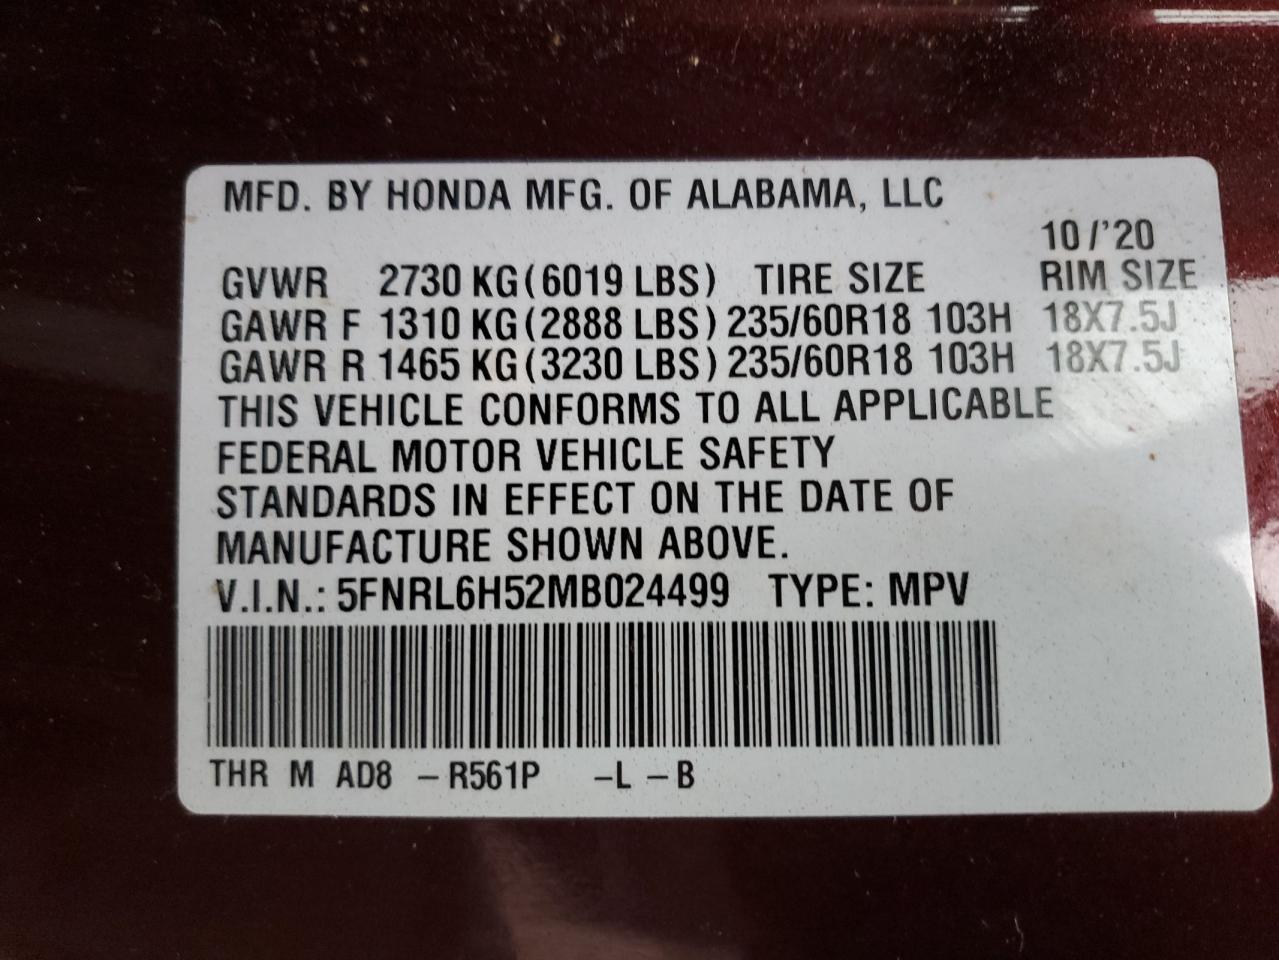 MFD. BY HONDA MFG. OF ALABAMA, LLC
10/'20
GVWR 2730 KG (6019 LBS) TIRE SIZE RIM SIZE
GAWR F 1310 KG (2888 LBS) 235/60R18 103H 18X7.5J
GAWR R 1465 KG (3230 LBS) 235/60R18 103H 18X7.5J
THIS VEHICLE CONFORMS TO ALL APPLICABLE
FEDERAL MOTOR VEHICLE SAFETY
STANDARDS IN EFFECT ON THE DATE OF
MANUFACTURE SHOWN ABOVE.
V.I.N.: 5FNRL6H52MB024499 TYPE: MPV
THR M AD8 -R561P -L -B